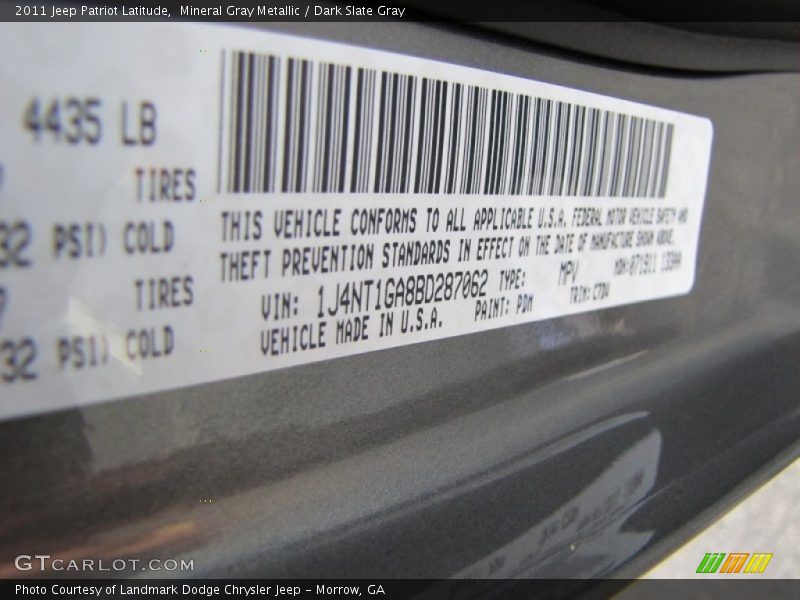 2011 Jeep Patriot Latitude, Mineral Gray Metallic / Dark Slate Gray
4435 LB
TIRES
32 PSI) COLD
TIRES
32 PSI) COLD
THIS VEHICLE CONFORMS TO ALL APPLICABLE U.S.A. FEDERAL MOTOR VEHICLE SAFETY AND
THEFT PREVENTION STANDARDS IN EFFECT ON THE DATE OF MANUFACTURE SHOWN ABOVE.
VIN: 1J4NT1GA8BD287062 TYPE: MPV
VEHICLE MADE IN U.S.A. PAINT: PDM TRIM:
GTCARLOT.COM
Photo Courtesy of Landmark Dodge Chrysler Jeep – Morrow, GA